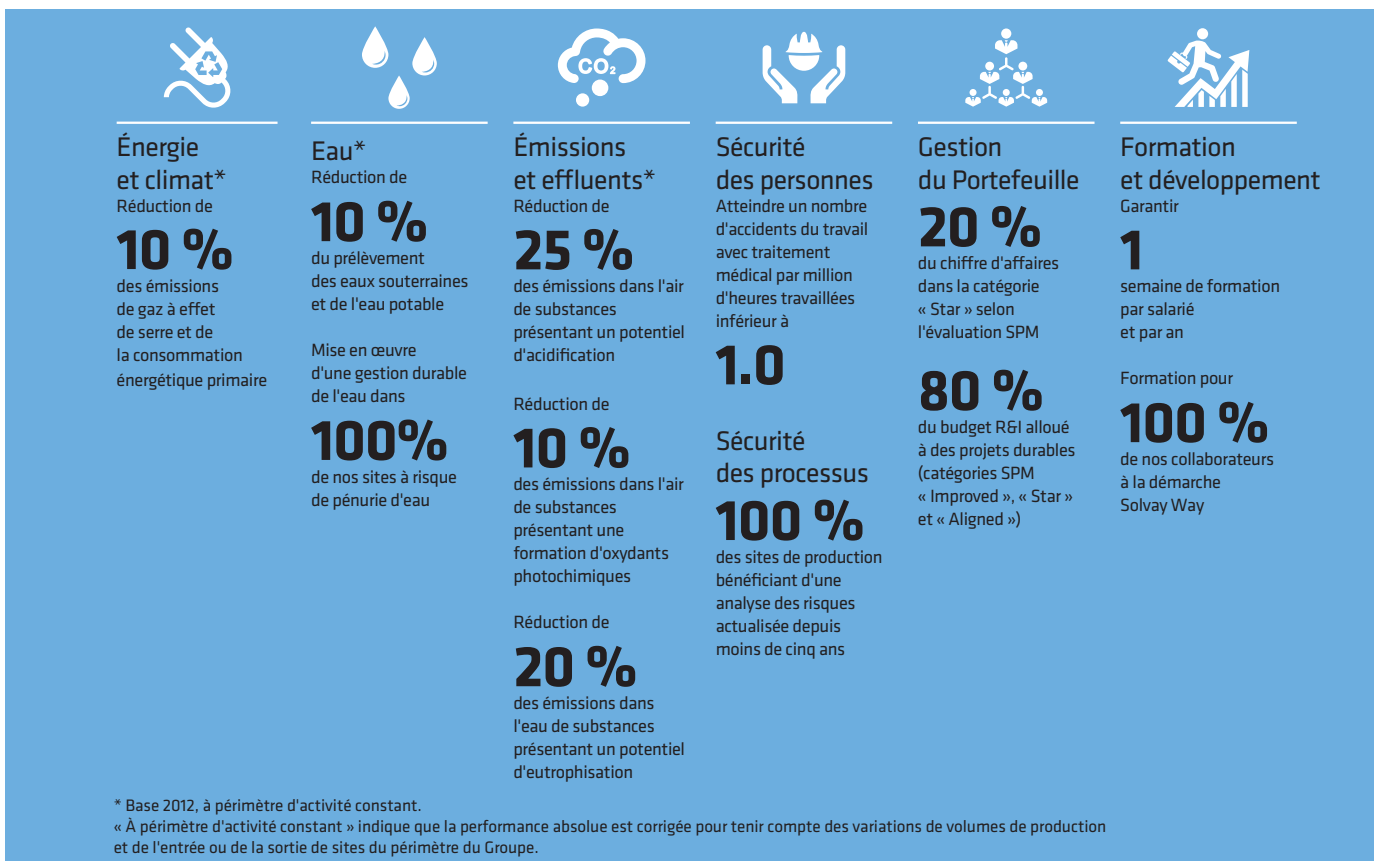 Énergie
et climat*
Réduction de
10 %
des émissions
de gaz à effet
de serre et de
la consommation
énergétique primaire
Eau*
Réduction de
10 %
du prélèvement
des eaux souterraines
et de l'eau potable
Mise en œuvre
d'une gestion durable
de l'eau dans
100%
de nos sites à risque
de pénurie d'eau
CO₂
Émissions
et effluents*
Réduction de
25 %
des émissions dans l'air
de substances
présentant un potentiel
d'acidification
Réduction de
10 %
des émissions dans l'air
de substances
présentant une
formation d'oxydants
photochimiques
Réduction de
20 %
des émissions dans
l'eau de substances
présentant un potentiel
d'eutrophisation
Sécurité
des personnes
Atteindre un nombre
d'accidents du travail
avec traitement
médical par million
d'heures travaillées
inférieur à
1.0
Sécurité
des processus
100 %
des sites de production
bénéficiant d'une
analyse des risques
actualisée depuis
moins de cinq ans
Gestion
du Portefeuille
20 %
du chiffre d'affaires
dans la catégorie
« Star » selon
l'évaluation SPM
80 %
du budget R&I alloué
à des projets durables
(catégories SPM
« Improved », « Star »
et « Aligned »)
Formation
et développement
Garantir
1
semaine de formation
par salarié
et par an
Formation pour
100 %
de nos collaborateurs
à la démarche
Solvay Way
* Base 2012, à périmètre d'activité constant.
« À périmètre d'activité constant » indique que la performance absolue est corrigée pour tenir compte des variations de volumes de production
et de l'entrée ou de la sortie de sites du périmètre du Groupe.